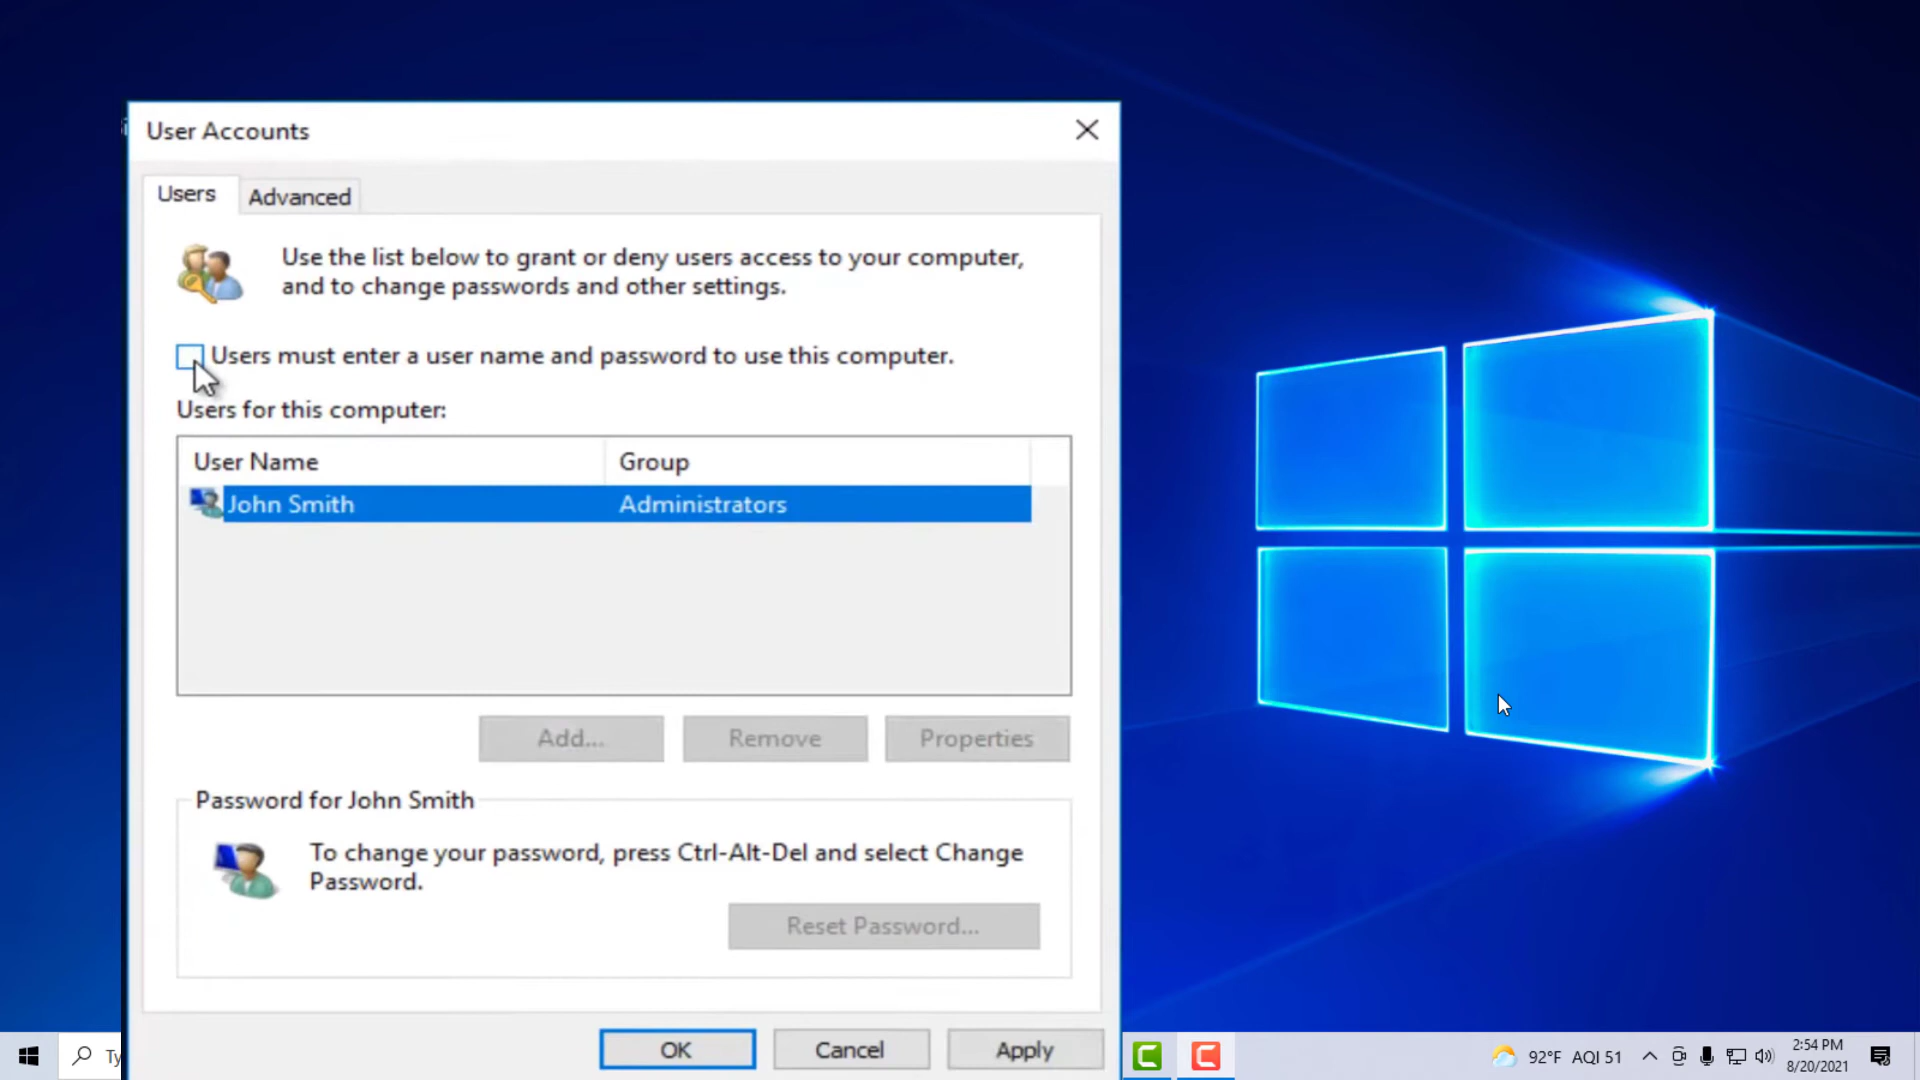 User Accounts
Users
Advanced
Use the list below to grant or deny users access to your computer,
and to change passwords and other settings.
Users must enter a user name and password to use this computer.
Users for this computer:
User Name
Group
John Smith
Administrators
Add...
Remove
Properties
Password for John Smith
To change your password, press Ctrl-Alt-Del and select Change
Password.
Reset Password...
OK
Cancel
Apply
Ty
92°F AQI 51
2:54 PM
8/20/2021